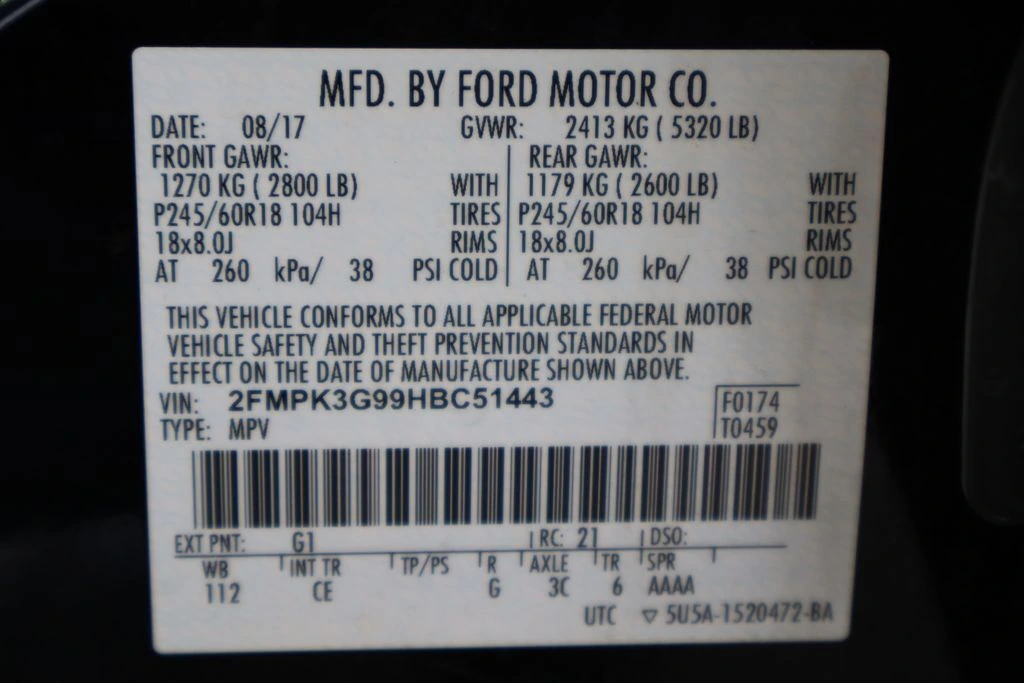 MFD. BY FORD MOTOR CO.
DATE: 08/17 GVWR: 2413 KG ( 5320 LB)
FRONT GAWR: REAR GAWR:
1270 KG ( 2800 LB) WITH 1179 KG ( 2600 LB) WITH
P245/60R18 104H TIRES P245/60R18 104H TIRES
18x8.0J RIMS 18x8.0J RIMS
AT 260 kPa/ 38 PSI COLD AT 260 kPa/ 38 PSI COLD
THIS VEHICLE CONFORMS TO ALL APPLICABLE FEDERAL MOTOR
VEHICLE SAFETY AND THEFT PREVENTION STANDARDS IN
EFFECT ON THE DATE OF MANUFACTURE SHOWN ABOVE.
VIN: 2FMPK3G99HBC51443 F0174
TYPE: MPV T0459
EXT PNT: G1 RC: 21 DSO:
WB INT TR TP/PS R AXLE TR SPR
112 CE G 3C 6 AAAA
UTC ▽ 5U5A-1520472-BA